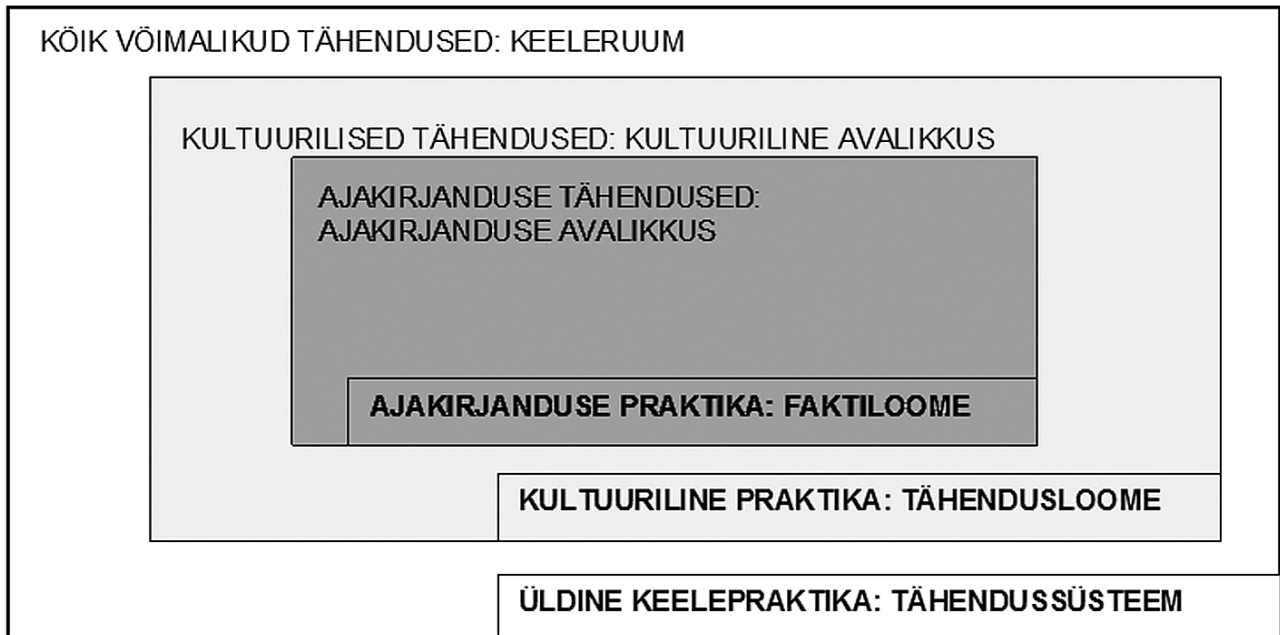 KÕIK VÕIMALIKUD TÄHENDUSED: KEELERUUM
KULTUURILISED TÄHENDUSED: KULTUURILINE AVALIKKUS
AJAKIRJANDUSE TÄHENDUSED:
AJAKIRJANDUSE AVALIKKUS
AJAKIRJANDUSE PRAKTIKA: FAKTILOOME
KULTUURILINE PRAKTIKA: TÄHENDUSLOOME
ÜLDINE KEELEPRAKTIKA: TÄHENDUSSÜSTEEM